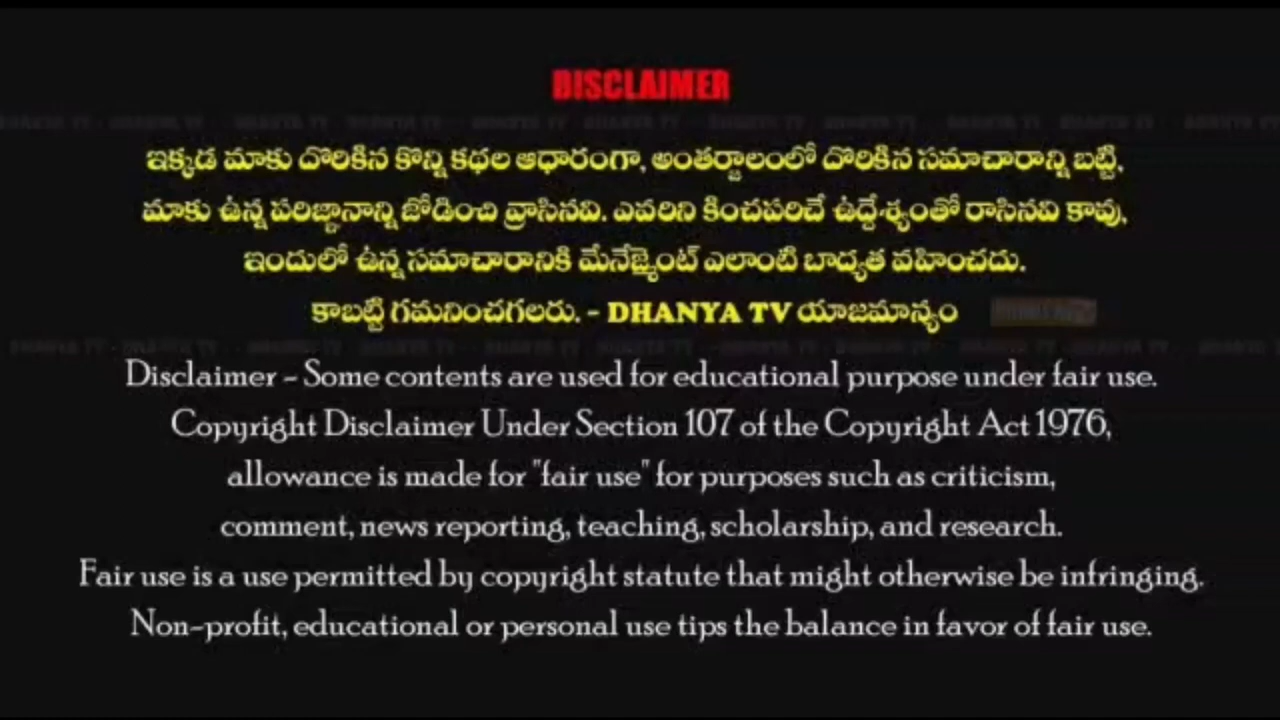 DISCLAIMER
ఇక్కడ మాకు దొరికిన కొన్ని కథల ఆధారంగా, అంతర్జాలంలో దొరికిన సమాచారాన్ని బట్టి,
మాకు ఉన్న పరిజ్ఞానాన్ని జోడించి వ్రాసినవి. ఎవరిని కించపరిచే ఉద్దేశ్యంతో రాసినవి కావు,
ఇందులో ఉన్న సమాచారానికి మేనేజ్మెంట్ ఎలాంటి బాద్యత వహించదు.
కాబట్టి గమనించగలరు. - DHANYA TV యాజమాన్యం
Disclaimer - Some contents are used for educational purpose under fair use.
Copyright Disclaimer Under Section 107 of the Copyright Act 1976,
allowance is made for "fair use" for purposes such as criticism,
comment, news reporting, teaching, scholarship, and research.
Fair use is a use permitted by copyright statute that might otherwise be infringing.
Non-profit, educational or personal use tips the balance in favor of fair use.